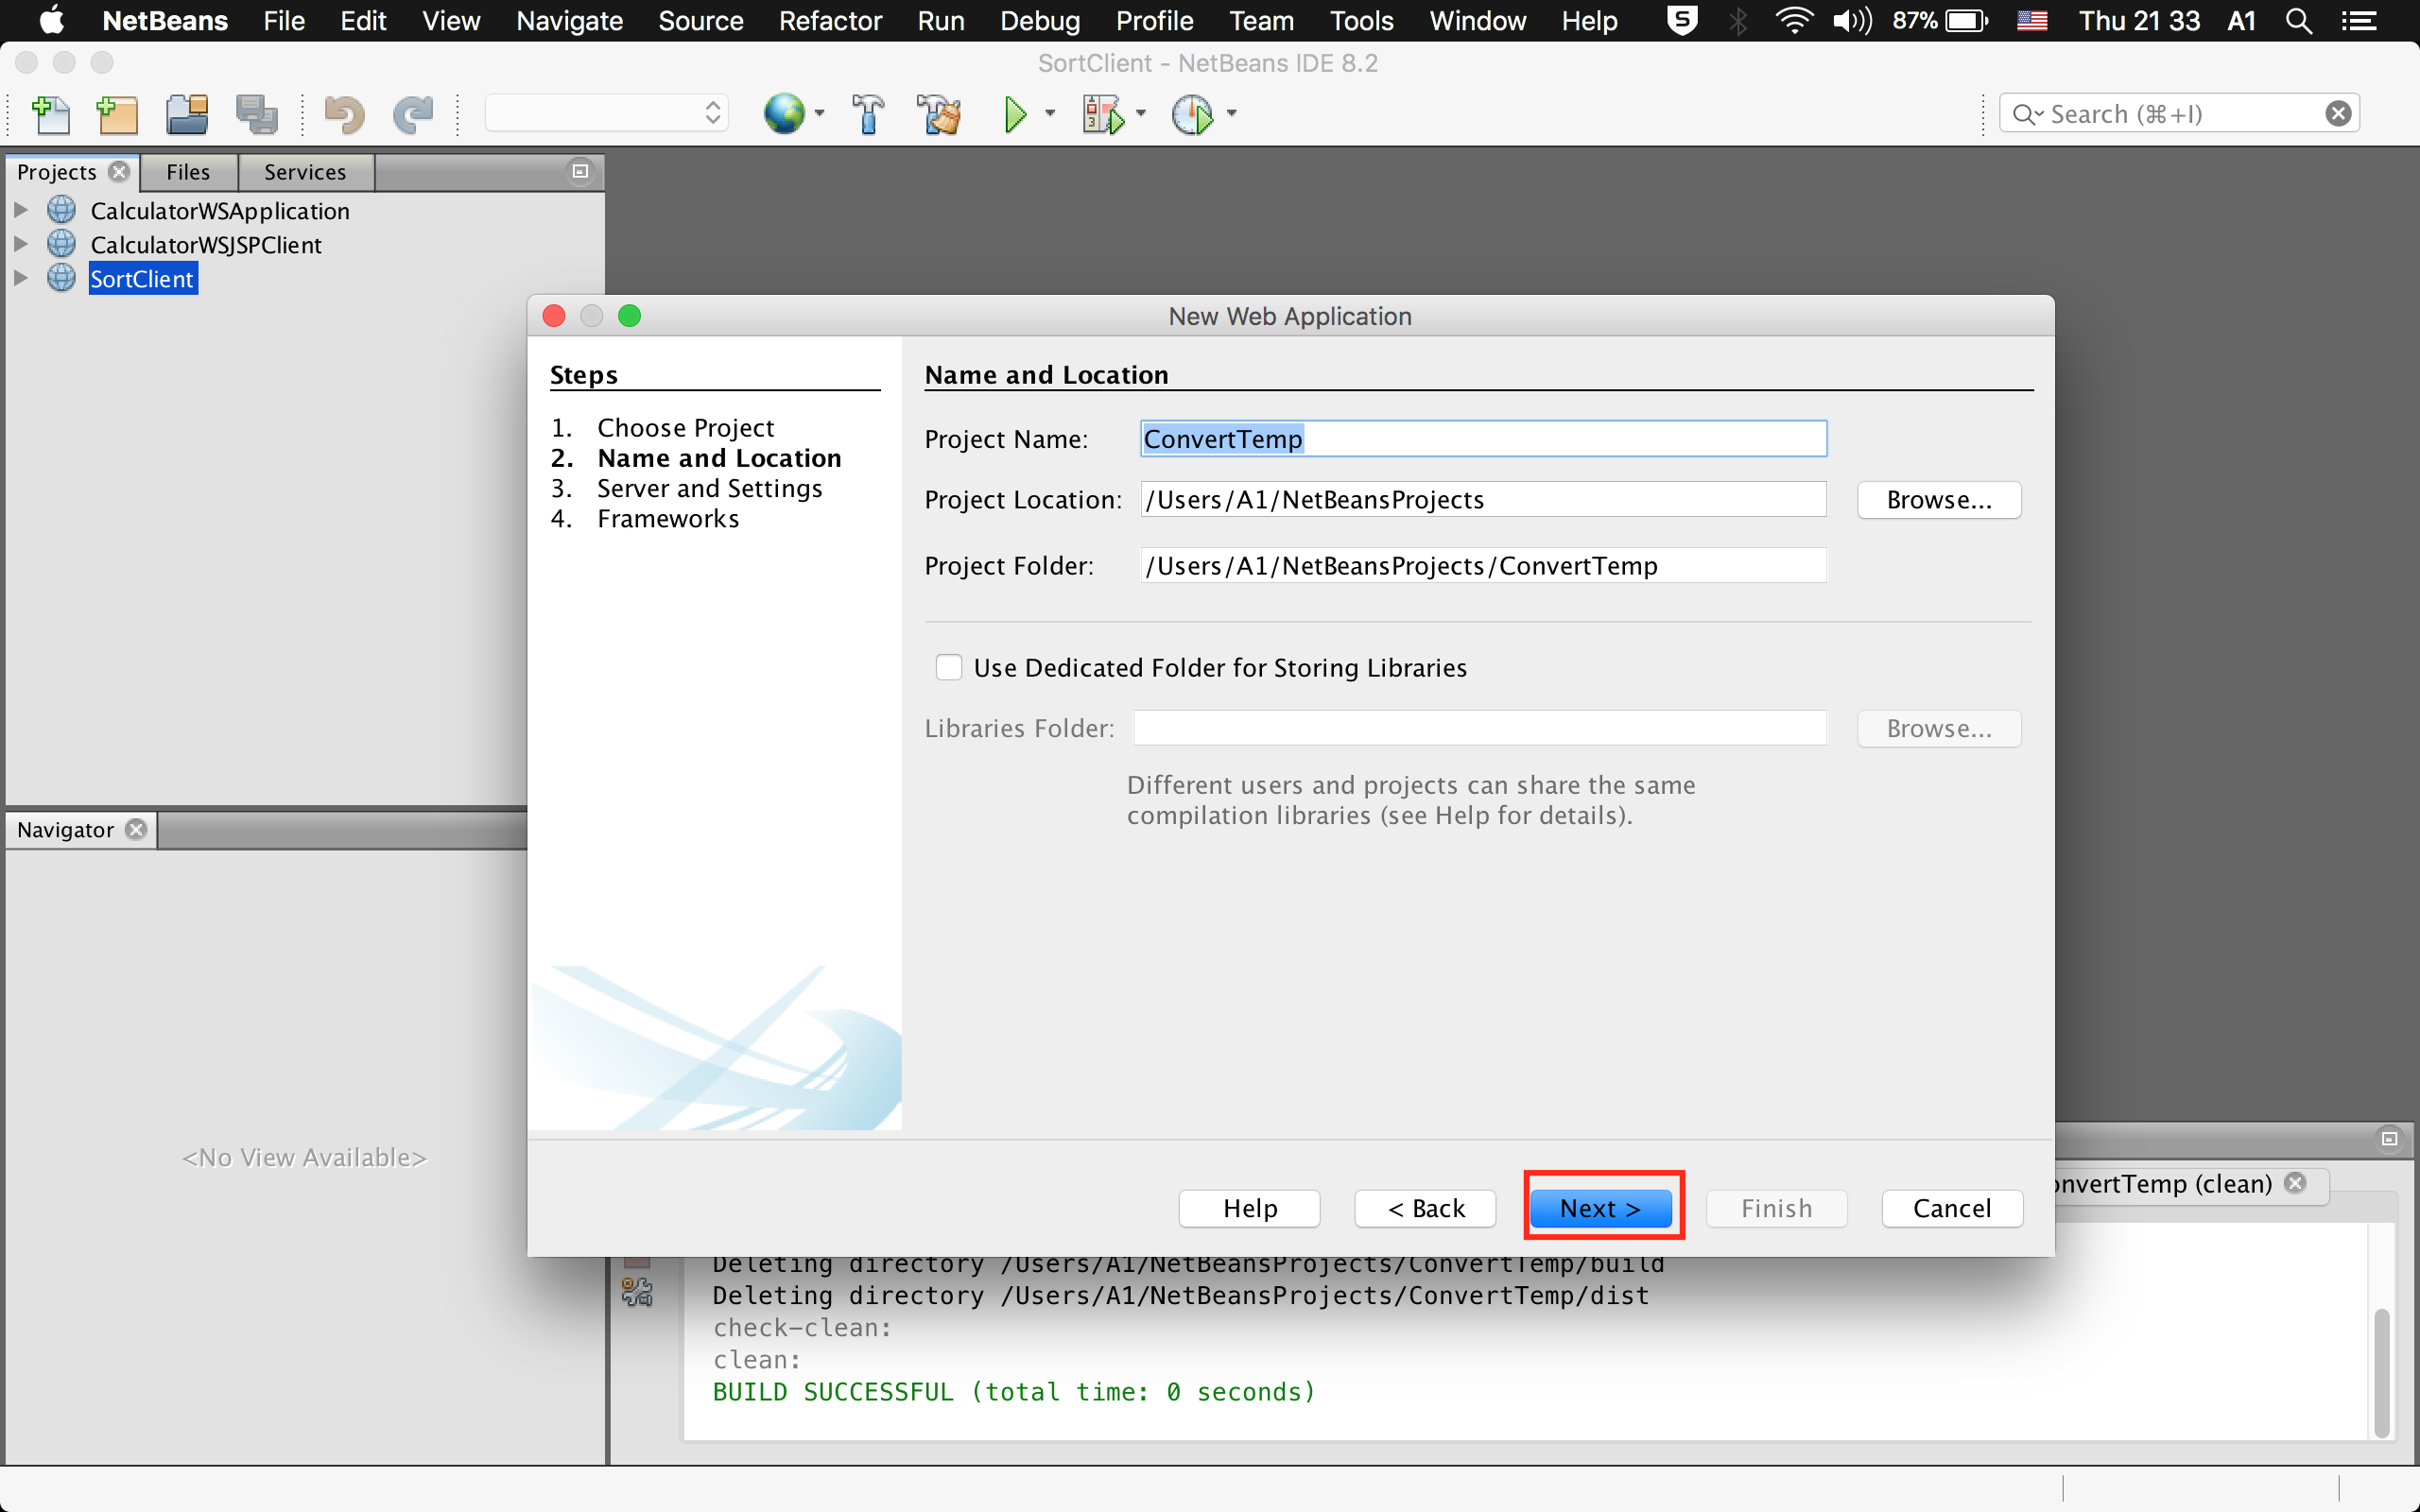 NetBeans File Edit View Navigate Source Refactor Run Debug Profile Team Tools Window Help S 87% Thu 21 33 A1
SortClient - NetBeans IDE 8.2
Search (⌘+I)
Projects Files Services
CalculatorWSApplication
CalculatorWSJSPClient
SortClient
New Web Application
Steps
1. Choose Project
2. Name and Location
3. Server and Settings
4. Frameworks
Name and Location
Project Name: ConvertTemp
Project Location: /Users/A1/NetBeansProjects Browse...
Project Folder: /Users/A1/NetBeansProjects/ConvertTemp
Use Dedicated Folder for Storing Libraries
Libraries Folder: Browse...
Different users and projects can share the same
compilation libraries (see Help for details).
Help < Back Next > Finish Cancel
Navigator
<No View Available>
onvertTemp (clean)
Deleting directory /Users/A1/NetBeansProjects/ConvertTemp/build
Deleting directory /Users/A1/NetBeansProjects/ConvertTemp/dist
check-clean:
clean:
BUILD SUCCESSFUL (total time: 0 seconds)